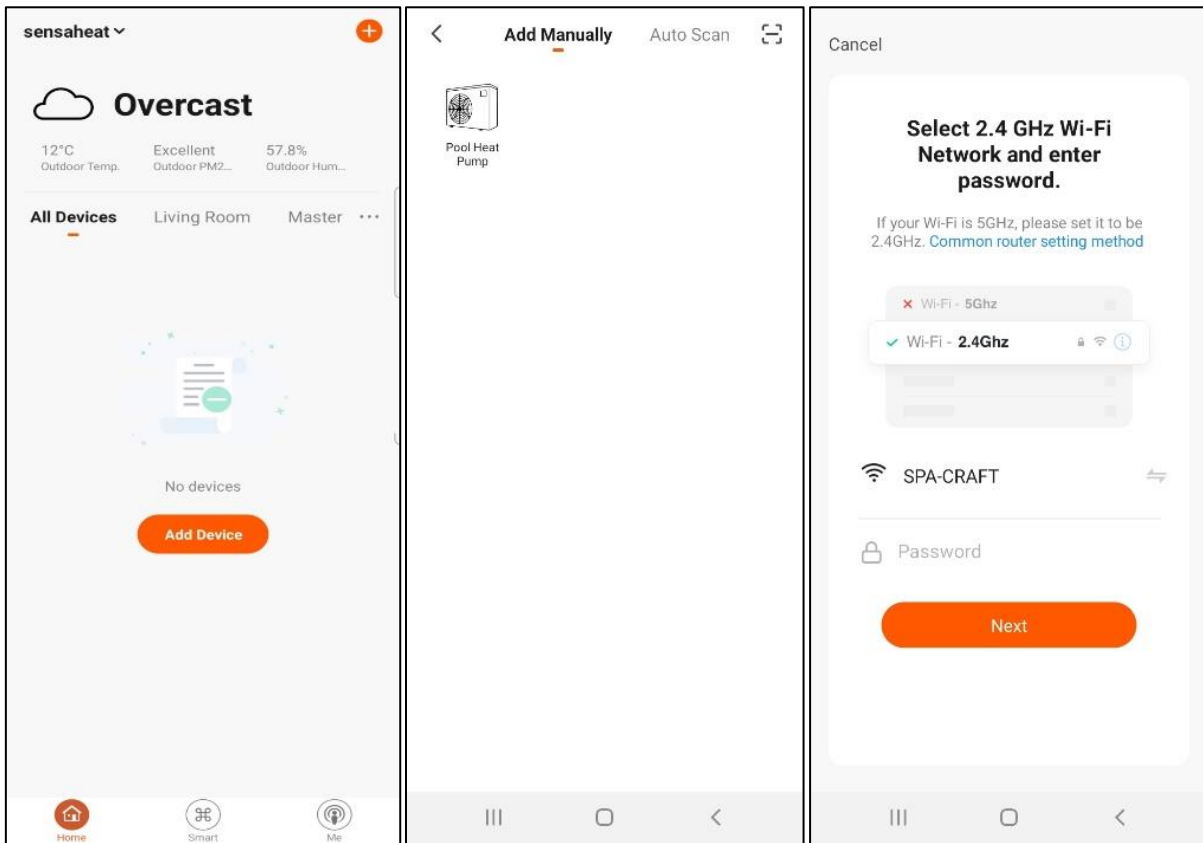 sensaheat
Overcast
12°C Excellent 57.8%
Outdoor Temp. Outdoor PM2... Outdoor Hum...
All Devices Living Room Master ...
No devices
Add Device
Home Smart Me
Add Manually Auto Scan
Pool Heat
Pump
Cancel
Select 2.4 GHz Wi-Fi
Network and enter
password.
If your Wi-Fi is 5GHz, please set it to be
2.4GHz. Common router setting method
Wi-Fi - 5Ghz
Wi-Fi - 2.4Ghz
SPA-CRAFT
Password
Next